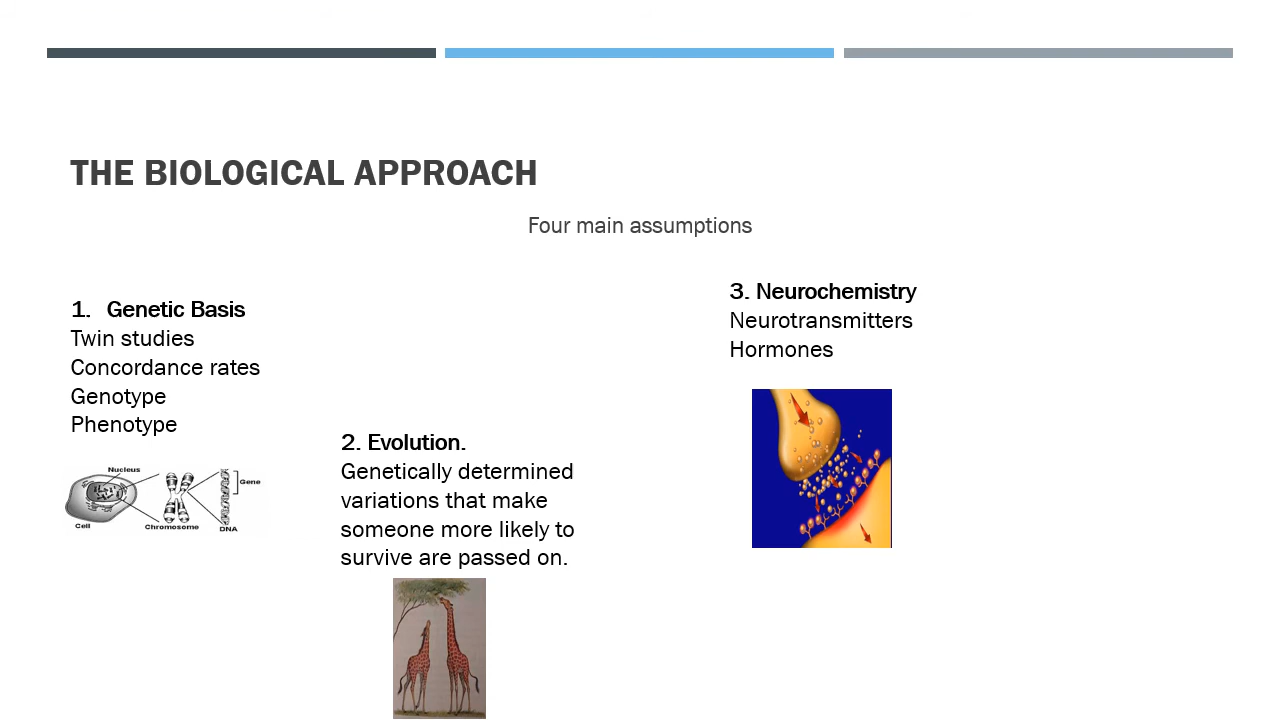 THE BIOLOGICAL APPROACH
Four main assumptions
1. Genetic Basis
Twin studies
Concordance rates
Genotype
Phenotype
Nucleus
Gene
Cell
Chromosome
DNA
2. Evolution.
Genetically determined
variations that make
someone more likely to
survive are passed on.
3. Neurochemistry
Neurotransmitters
Hormones